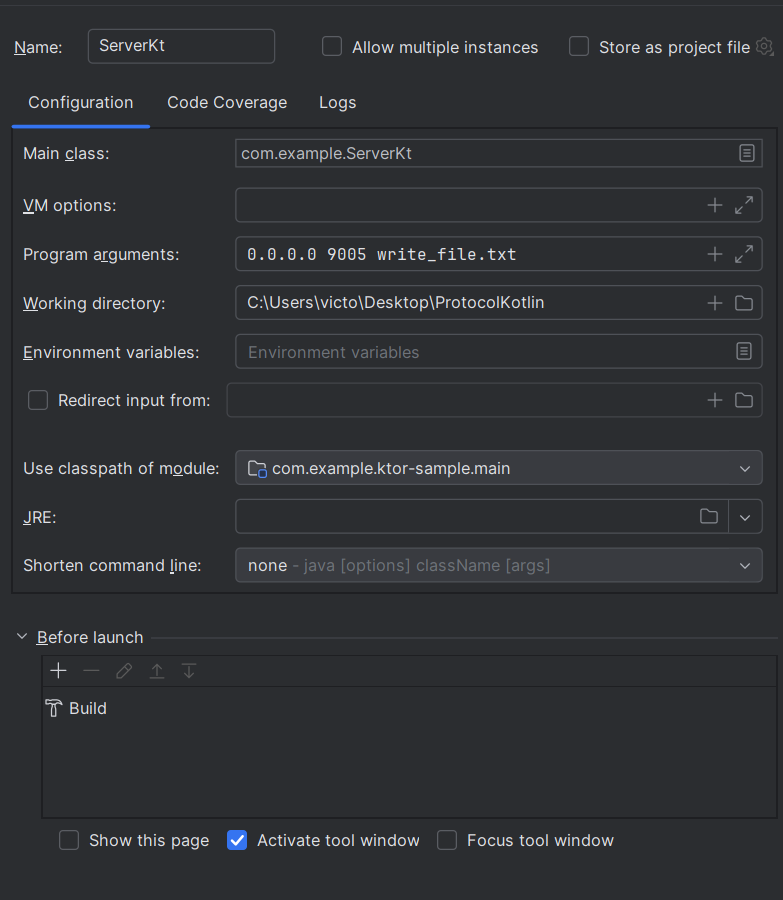 Name: ServerKt Allow multiple instances Store as project file
Configuration Code Coverage Logs
Main class: com.example.ServerKt
VM options:
Program arguments: 0.0.0.0 9005 write_file.txt
Working directory: C:\Users\victo\Desktop\ProtocolKotlin
Environment variables: Environment variables
Redirect input from:
Use classpath of module: com.example.ktor-sample.main
JRE:
Shorten command line: none - java [options] className [args]
Before launch
Build
Show this page Activate tool window Focus tool window